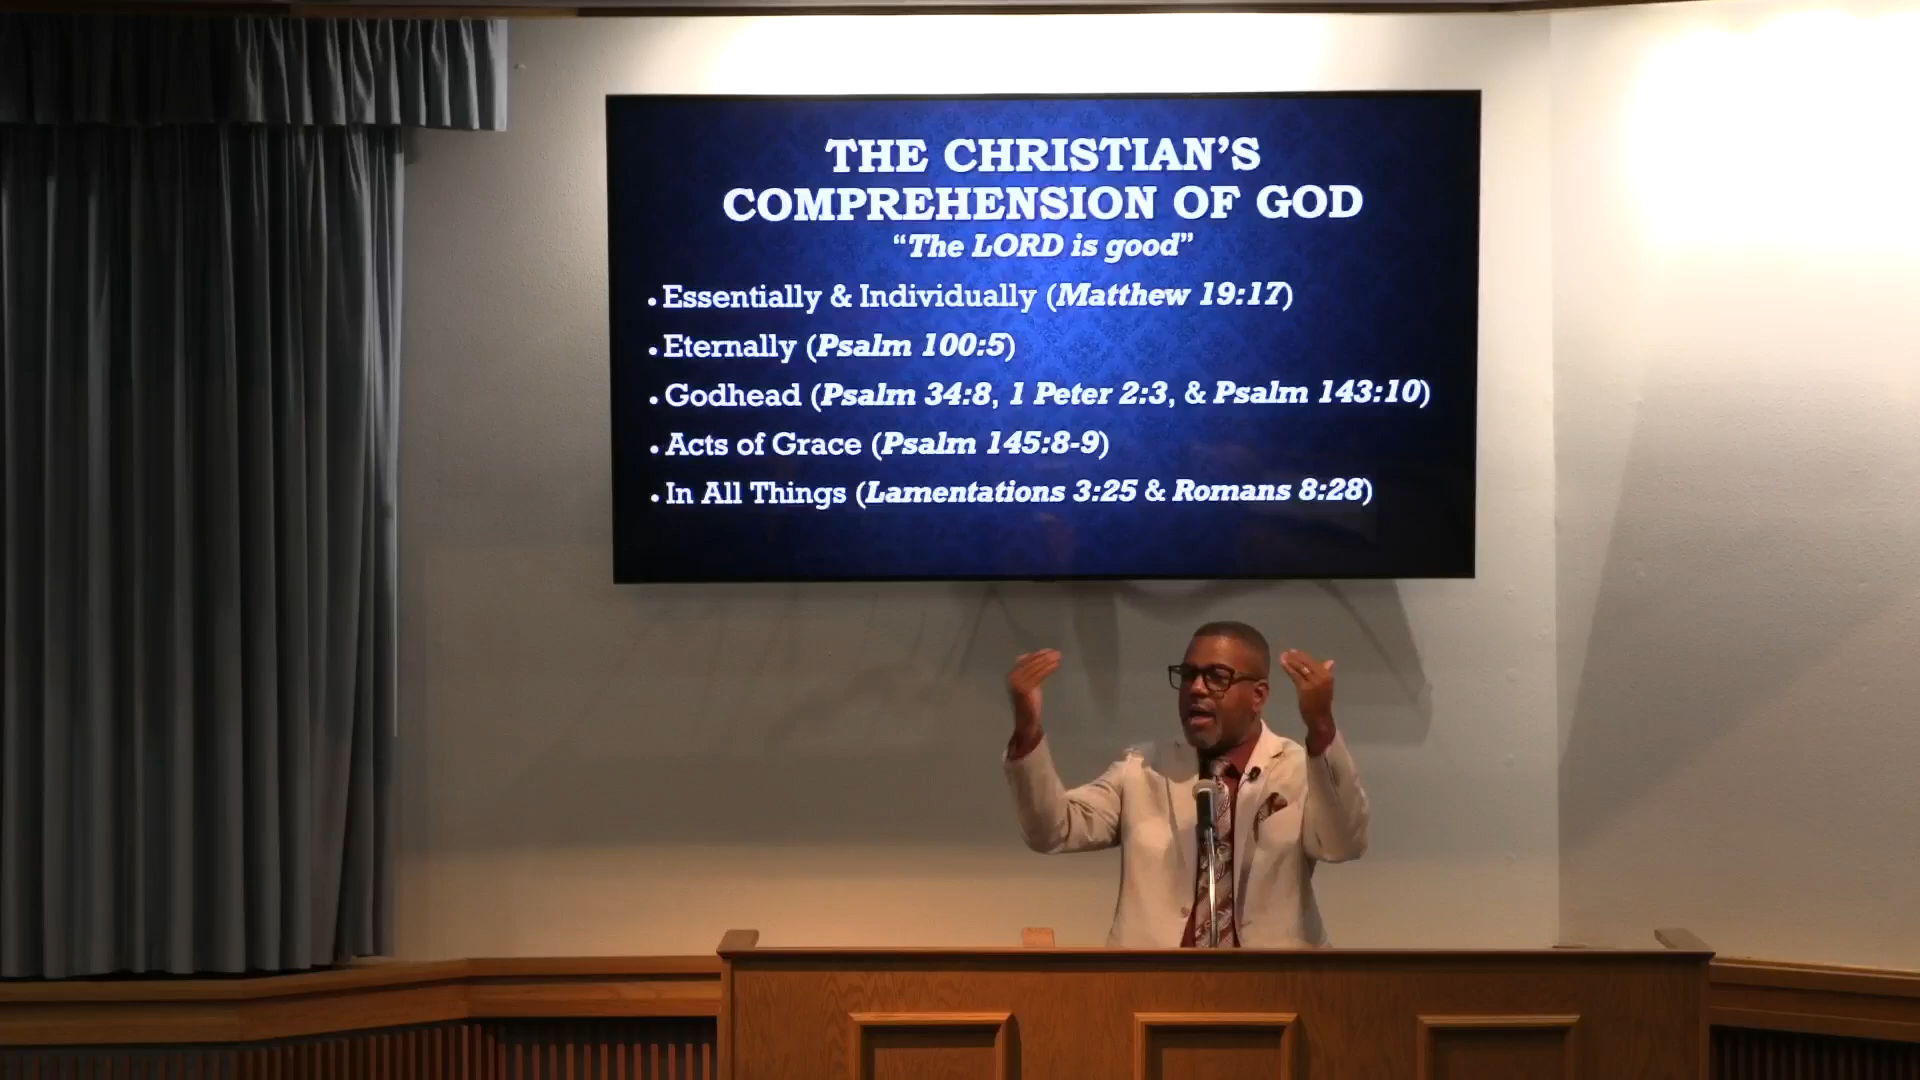 THE CHRISTIAN’S
COMPREHENSION OF GOD
“The LORD is good”
• Essentially & Individually (Matthew 19:17)
• Eternally (Psalm 100:5)
• Godhead (Psalm 34:8, 1 Peter 2:3, & Psalm 143:10)
• Acts of Grace (Psalm 145:8-9)
• In All Things (Lamentations 3:25 & Romans 8:28)